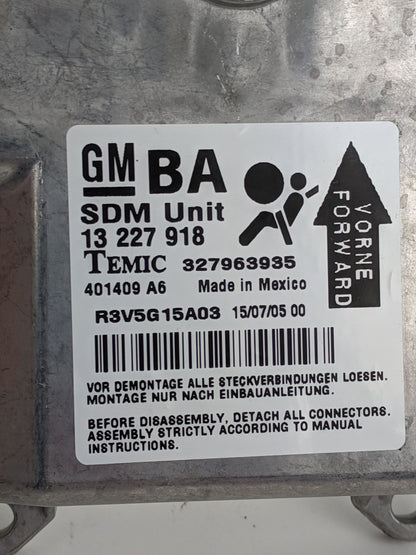 GM BA
SDM Unit
13 227 918
TEMIC 327963935
401409 A6 Made in Mexico
R3V5G15A03 15/07/05 00
VORNE
FORWARD
VOR DEMONTAGE ALLE STECKVERBINDUNGEN LOESEN.
MONTAGE NUR NACH EINBAUANLEITUNG.
BEFORE DISASSEMBLY, DETACH ALL CONNECTORS.
ASSEMBLY STRICTLY ACCORDING TO MANUAL
INSTRUCTIONS.